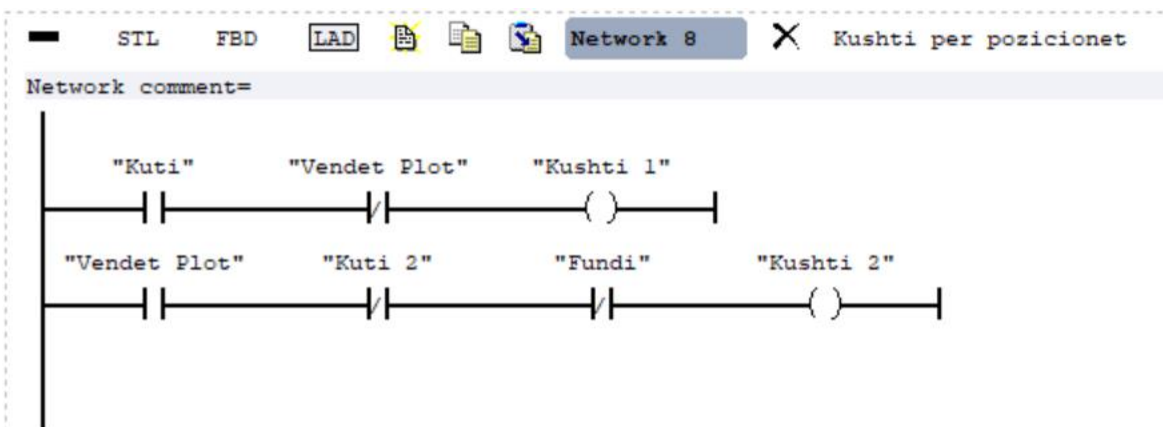 STL FBD LAD Network 8 Kushti per pozicionet
Network comment=
"Kuti" "Vendet Plot" "Kushti 1"
"Vendet Plot" "Kuti 2" "Fundi" "Kushti 2"